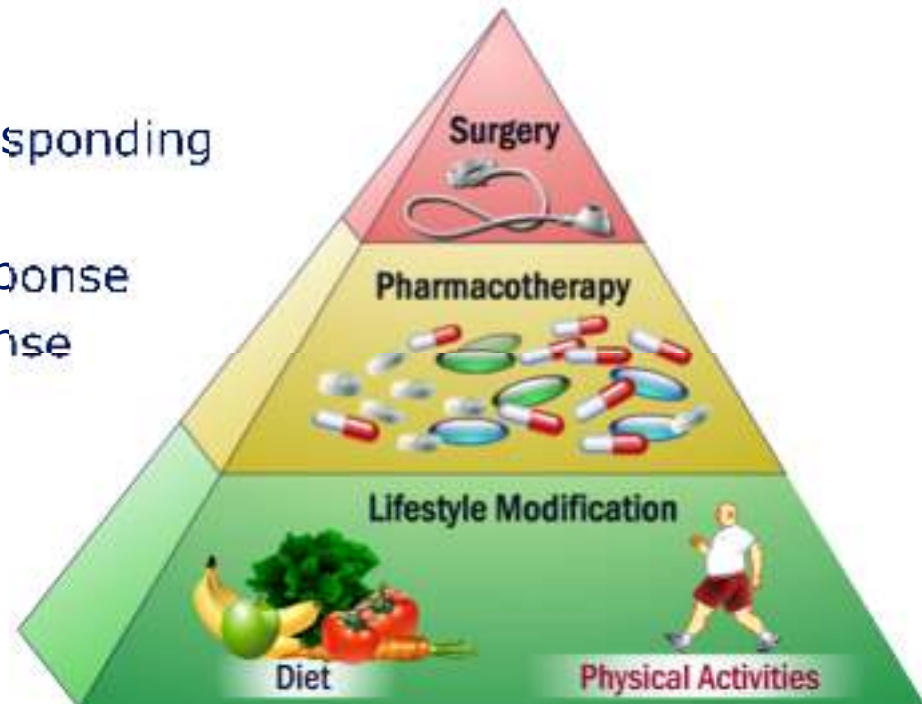 sponding
ponse
nse
Surgery
Pharmacotherapy
Lifestyle Modification
Diet
Physical Activities